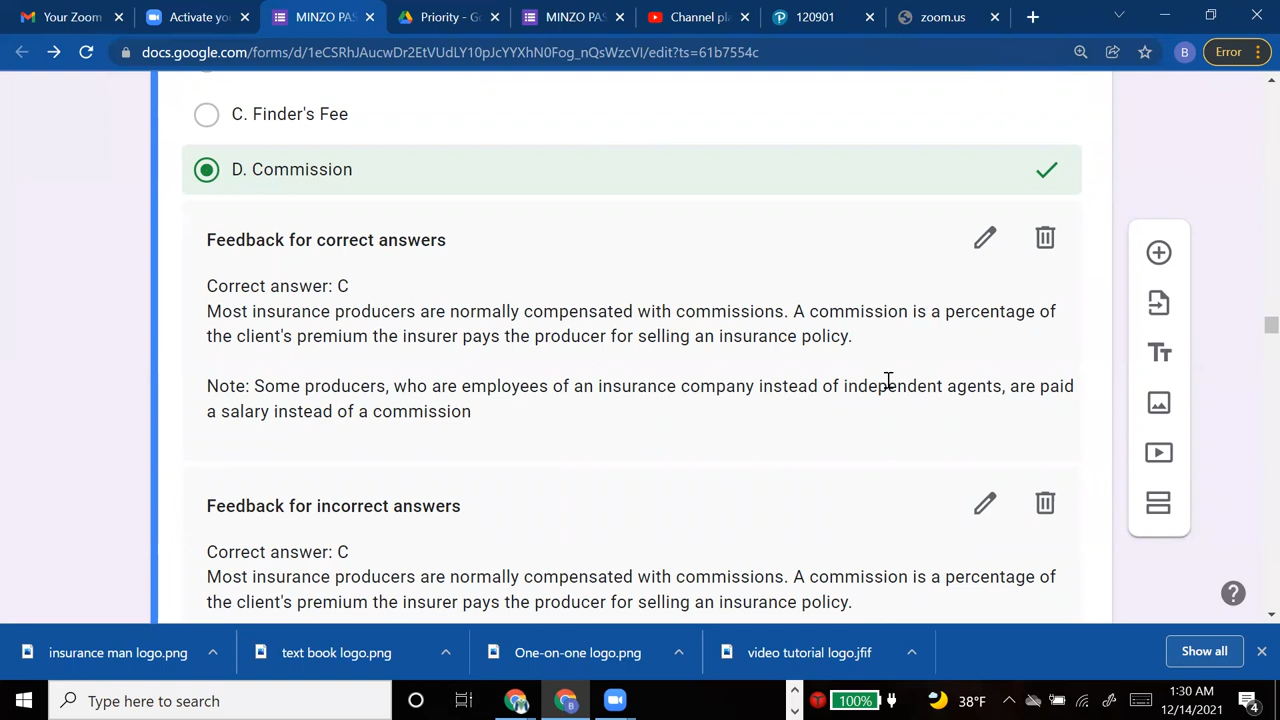 Your Zoom
Activate you
MINZO PAS
Priority - Go
MINZO PAS
Channel pla
120901
zoom.us
docs.google.com/forms/d/1eCSRhJAucwDr2EtVUdLY10pJcYYXhN0Fog_nQsWzcVI/edit?ts=61b7554c
B
Error
C. Finder's Fee
D. Commission
Feedback for correct answers
Correct answer: C
Most insurance producers are normally compensated with commissions. A commission is a percentage of
the client's premium the insurer pays the producer for selling an insurance policy.
Note: Some producers, who are employees of an insurance company instead of independent agents, are paid
a salary instead of a commission
Feedback for incorrect answers
Correct answer: C
Most insurance producers are normally compensated with commissions. A commission is a percentage of
the client's premium the insurer pays the producer for selling an insurance policy.
insurance man logo.png
text book logo.png
One-on-one logo.png
video tutorial logo.jfif
Show all
Type here to search
100%
38°F
1:30 AM
12/14/2021
4